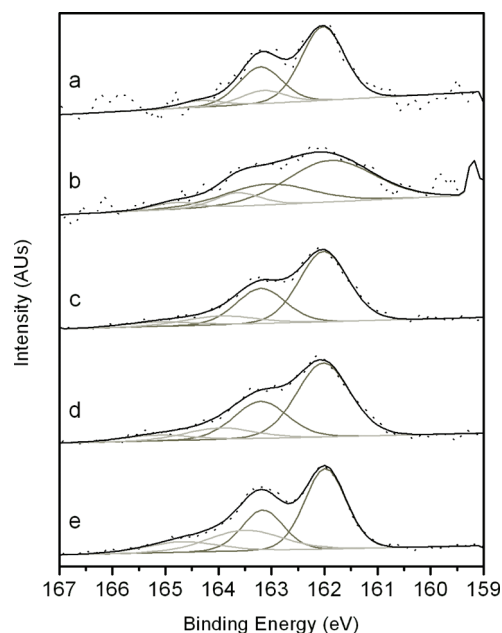 a
b
c
d
e
Intensity (AUs)
167 166 165 164 163 162 161 160 159
Binding Energy (eV)